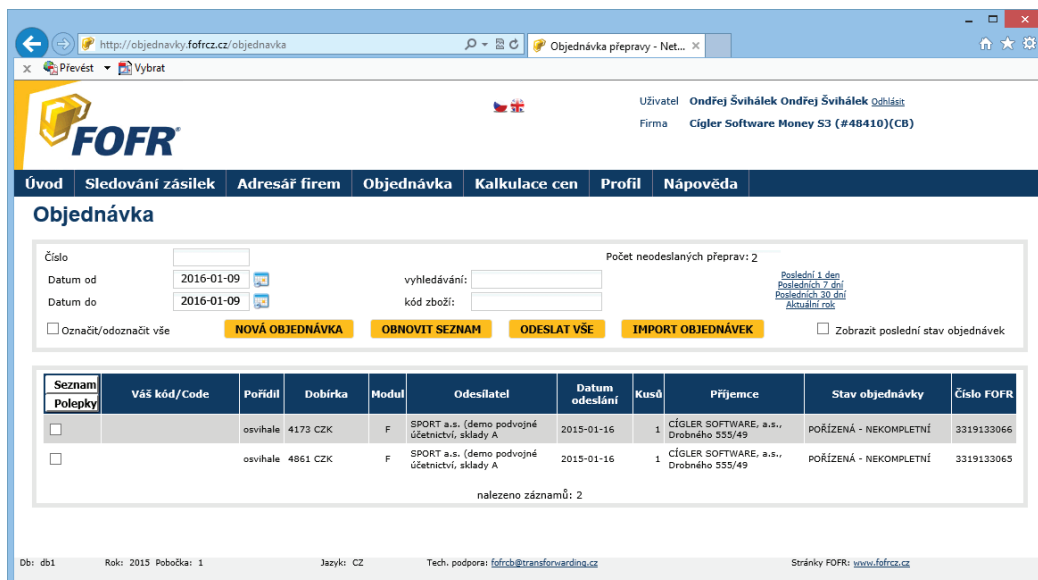 http://objednavky.fofrcz.cz/objednavka
Objednávka přepravy - Net...
x Převést Vybrat
FOFR
Uživatel Ondřej Švihálek Ondřej Švihálek Odhlásit
Firma Cígler Software Money S3 (#48410)(CB)
Úvod Sledování zásilek Adresář firem Objednávka Kalkulace cen Profil Nápověda
Objednávka
Číslo
Počet neodeslaných přeprav: 2
Datum od 2016-01-09 vyhledávání:
Datum do 2016-01-09 kód zboží:
Poslední 1 den
Posledních 7 dní
Posledních 30 dní
Aktuální rok
Označit/odoznačit vše NOVÁ OBJEDNÁVKA OBNOVIT SEZNAM ODESLAT VŠE IMPORT OBJEDNÁVEK Zobrazit poslední stav objednávek
Seznam
Polepky
Váš kód/Code Pořídil Dobírka Modul Odesílatel Datum odeslání Kusů Příjemce Stav objednávky Číslo FOFR
osvihale 4173 CZK F SPORT a.s. (demo podvojné účetnictví, sklady A 2015-01-16 1 CÍGLER SOFTWARE, a.s., Drobného 555/49 POŘÍZENÁ - NEKOMPLETNÍ 3319133066
osvihale 4861 CZK F SPORT a.s. (demo podvojné účetnictví, sklady A 2015-01-16 1 CÍGLER SOFTWARE, a.s., Drobného 555/49 POŘÍZENÁ - NEKOMPLETNÍ 3319133065
nalezeno záznamů: 2
Db: db1 Rok: 2015 Pobočka: 1 Jazyk: CZ Tech. podpora: fofrcb@transforwarding.cz Stránky FOFR: www.fofrcz.cz